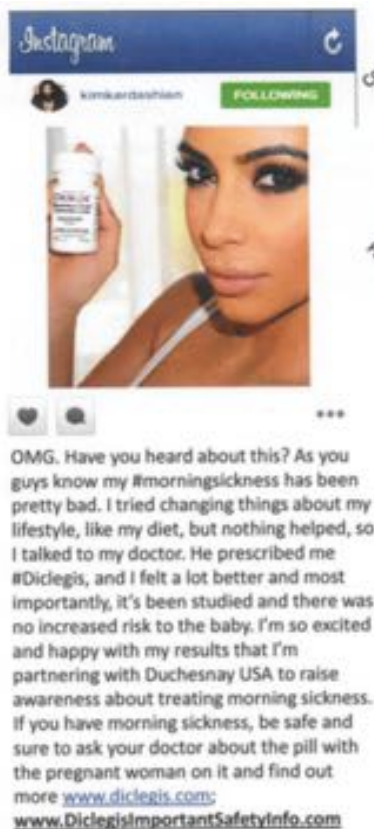 Instagram
kimkardashian
FOLLOWING
OMG. Have you heard about this? As you
guys know my #morningsickness has been
pretty bad. I tried changing things about my
lifestyle, like my diet, but nothing helped, so
I talked to my doctor. He prescribed me
#Diclegis, and I felt a lot better and most
importantly, it's been studied and there was
no increased risk to the baby. I'm so excited
and happy with my results that I'm
partnering with Duchesnay USA to raise
awareness about treating morning sickness.
If you have morning sickness, be safe and
sure to ask your doctor about the pill with
the pregnant woman on it and find out
more www.diclegis.com;
www.DiclegisImportantSafetyInfo.com